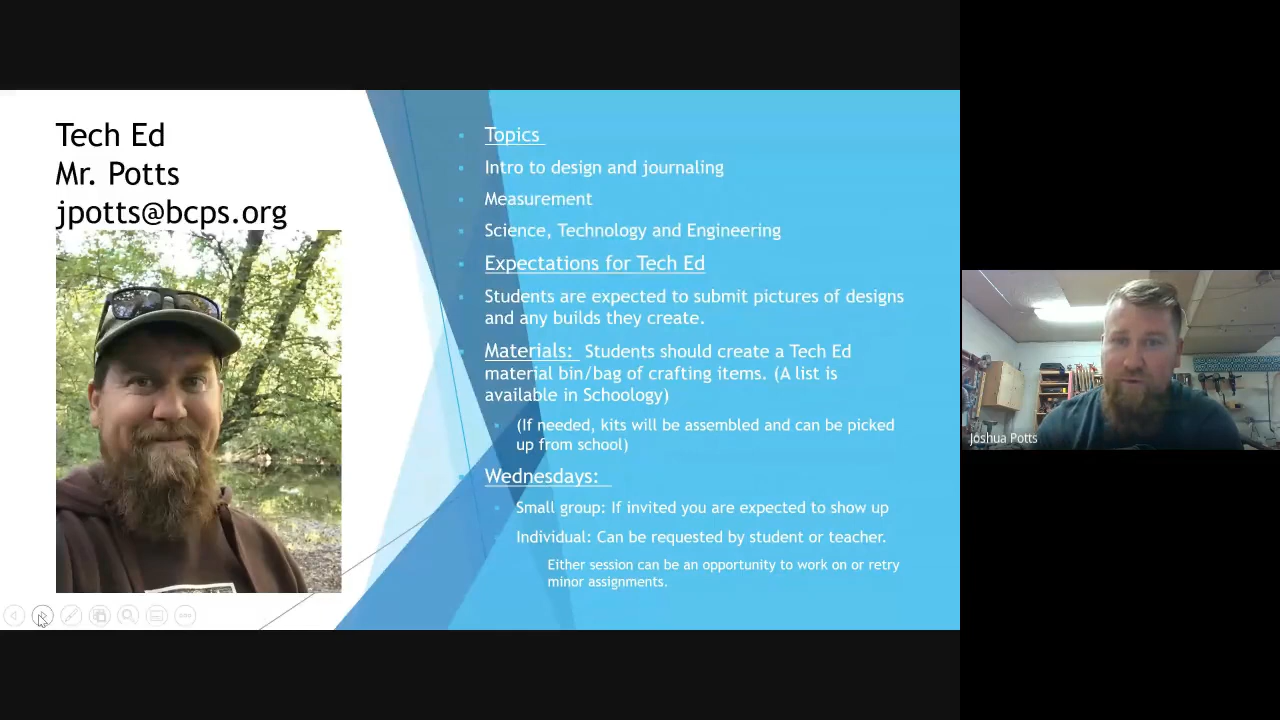 Tech Ed
Mr. Potts
jpotts@bcps.org
Topics
Intro to design and journaling
Measurement
Science, Technology and Engineering
Expectations for Tech Ed
Students are expected to submit pictures of designs
and any builds they create.
Materials: Students should create a Tech Ed
material bin/bag of crafting items. (A list is
available in Schoology)
(If needed, kits will be assembled and can be picked
up from school)
Wednesdays:
Small group: If invited you are expected to show up
Individual: Can be requested by student or teacher.
Either session can be an opportunity to work on or retry
minor assignments.
Joshua Potts